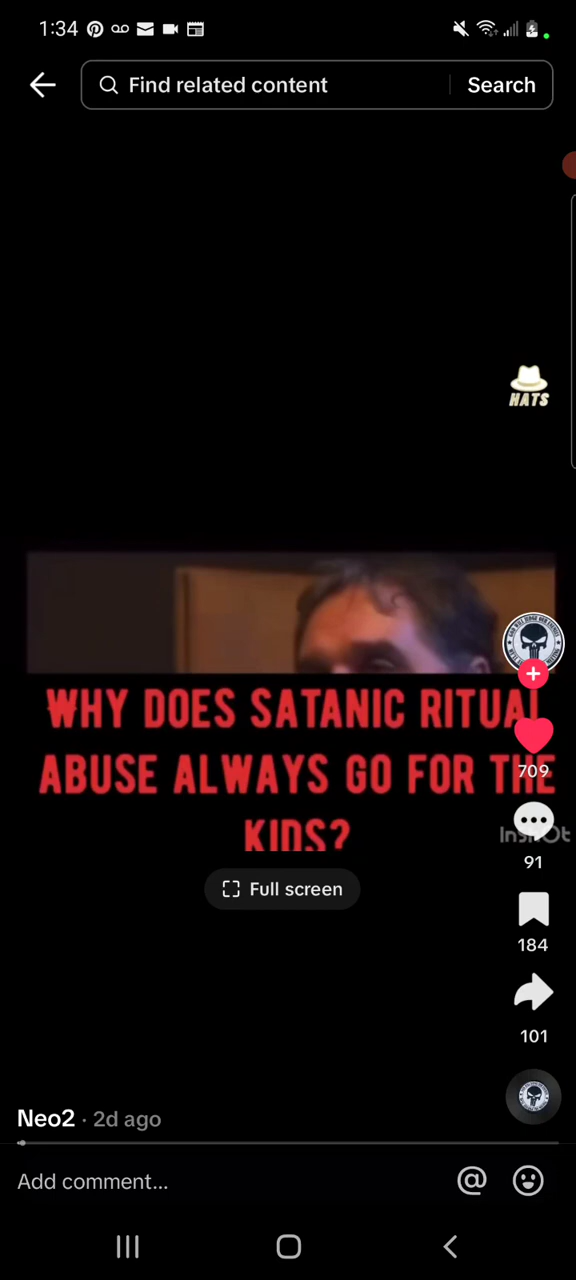 1:34
Find related content
Search
HATS
WHY DOES SATANIC RITUAL
ABUSE ALWAYS GO FOR THE
KIDS?
709
InShOt
91
Full screen
184
101
Neo2 · 2d ago
Add comment...